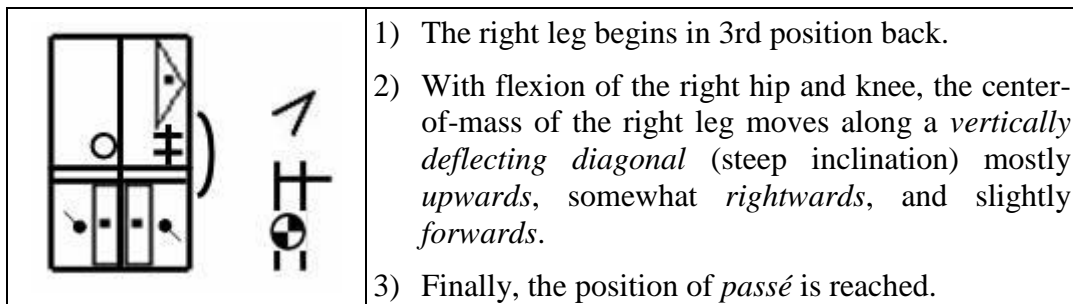 1) The right leg begins in 3rd position back.
2) With flexion of the right hip and knee, the center-
of-mass of the right leg moves along a vertically
deflecting diagonal (steep inclination) mostly
upwards, somewhat rightwards, and slightly
forwards.
3) Finally, the position of passé is reached.